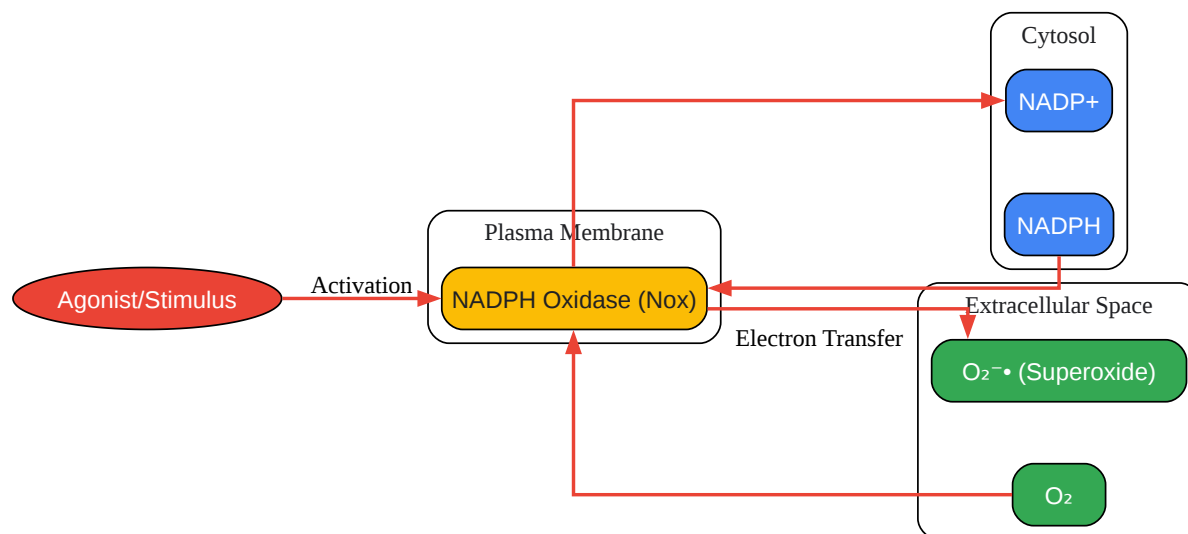 Cytosol
NADP+
NADPH
Plasma Membrane
Agonist/Stimulus
Activation
NADPH Oxidase (Nox)
Extracellular Space
Electron Transfer
O₂⁻• (Superoxide)
O₂